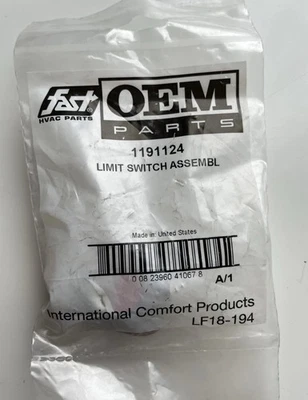 fast OEM
HVAC PARTS PARTS
1191124
LIMIT SWITCH ASSEMBL
Made in: United States
0 08 23960 41067 8 A/1
International Comfort Products
LF18-194